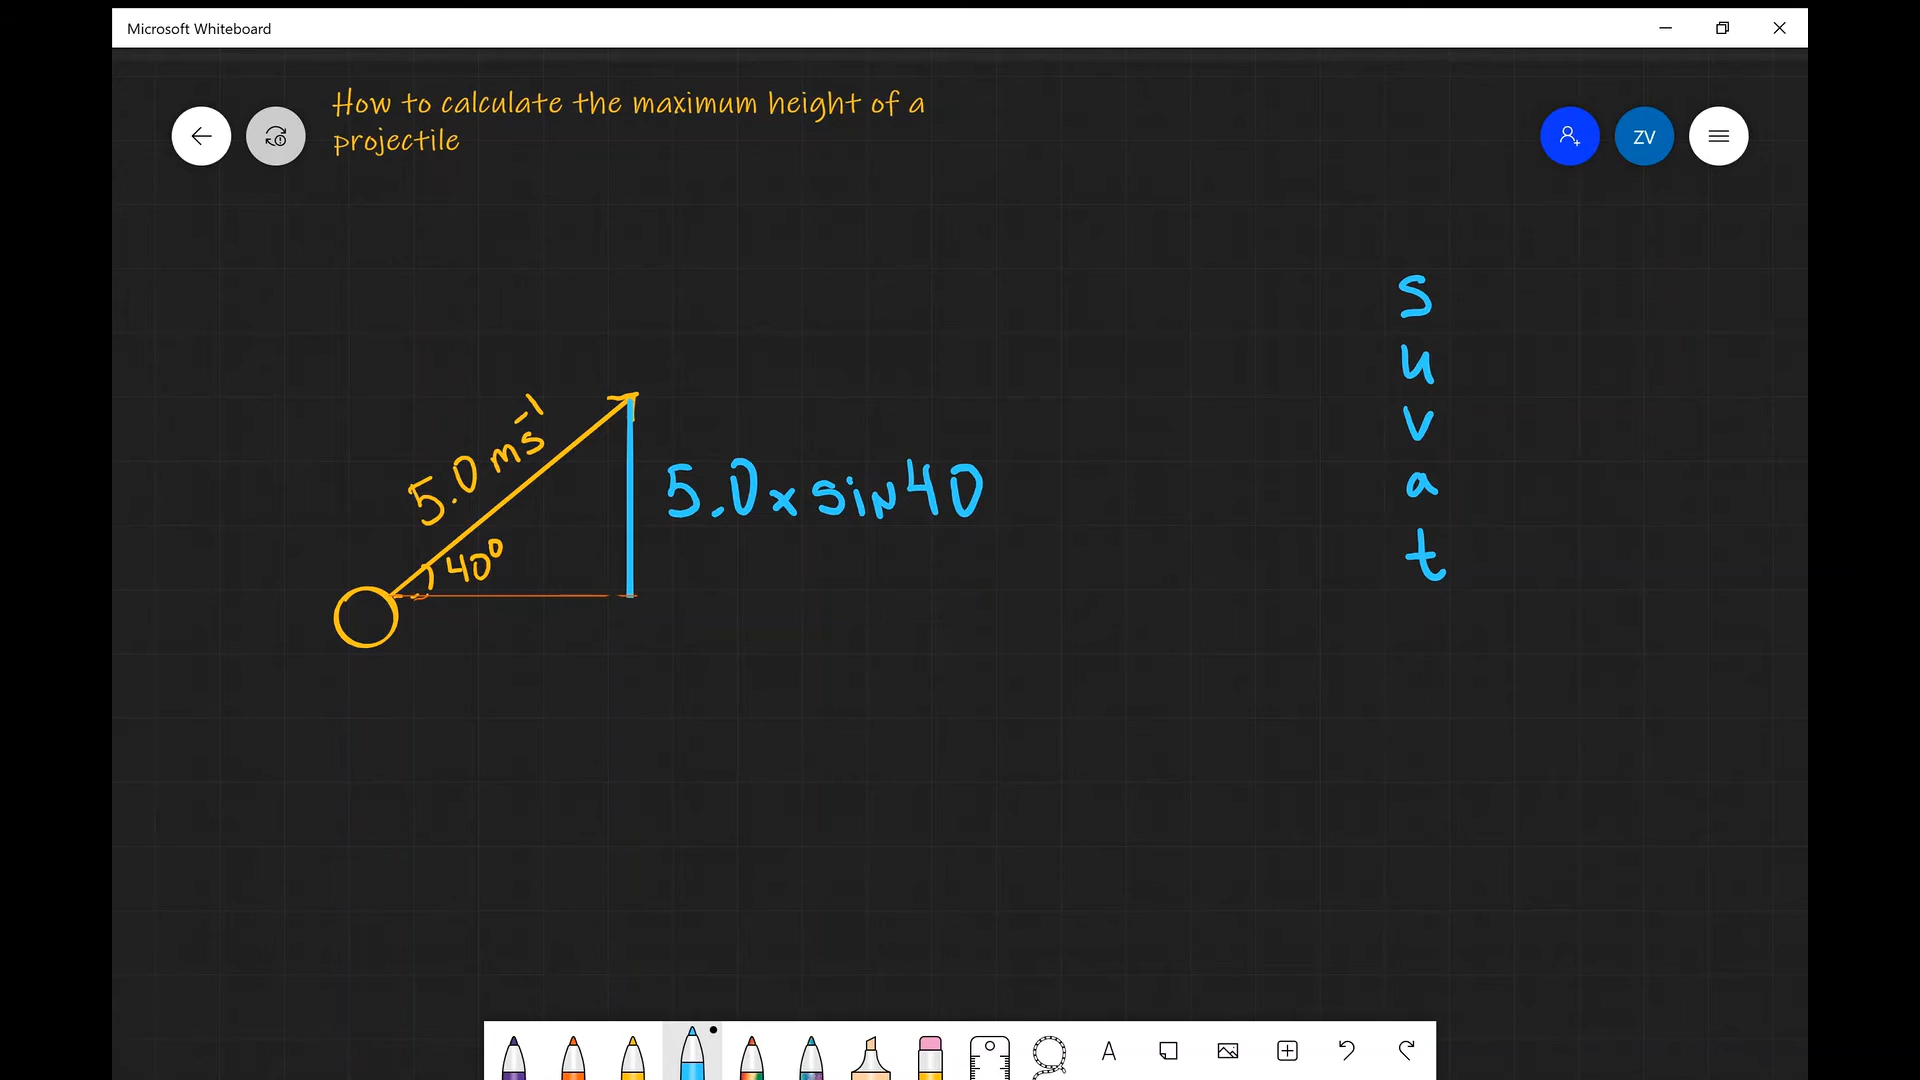 Microsoft Whiteboard
How to calculate the maximum height of a
projectile
ZV
s
u
v
a
t
5.0 ms⁻¹
5.0 x sin 40
40°
A